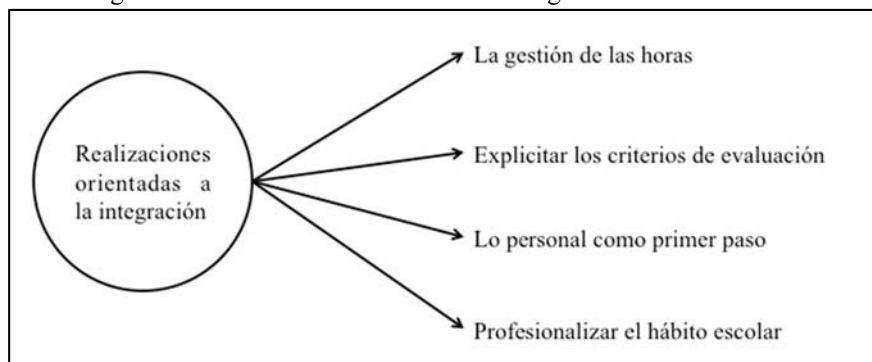 Realizaciones
orientadas a
la integración
La gestión de las horas
Explicitar los criterios de evaluación
Lo personal como primer paso
Profesionalizar el hábito escolar